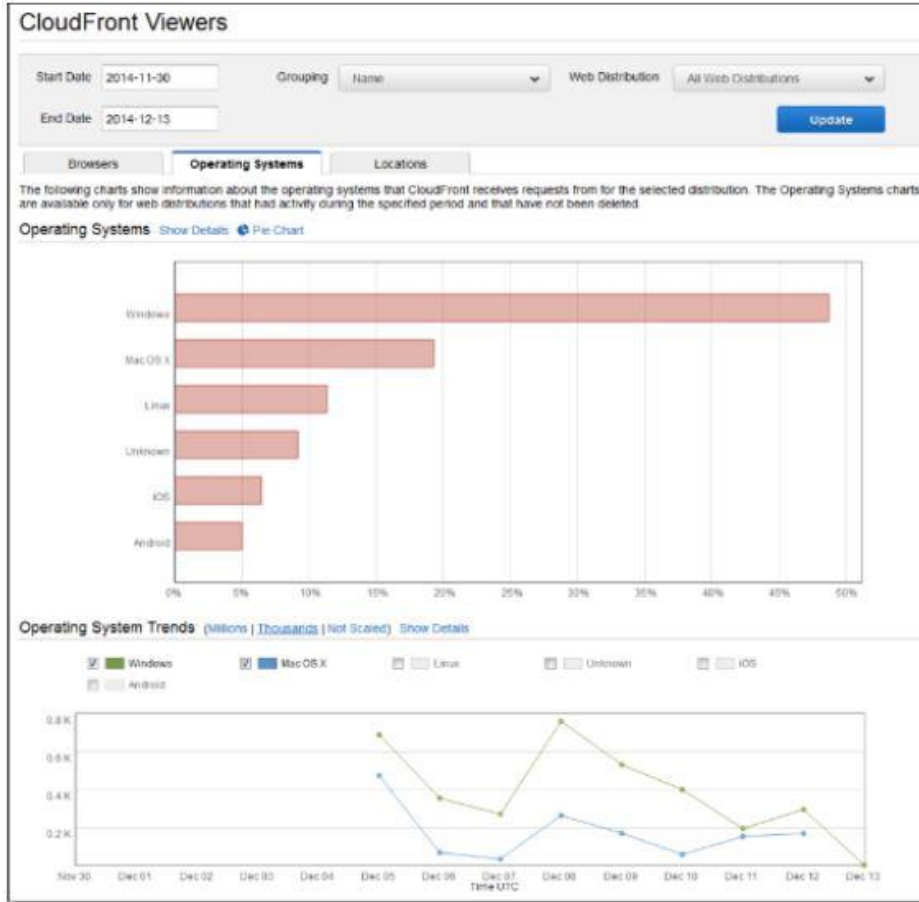 CloudFront Viewers
Start Date 2014-11-30 Grouping Name Web Distribution All Web Distributions
End Date 2014-12-13 Update
Browsers Operating Systems Locations
The following charts show information about the operating systems that CloudFront receives requests from for the selected distribution. The Operating Systems charts
are available only for web distributions that had activity during the specified period and that have not been deleted.
Operating Systems Show Details Pie Chart
Windows
Mac OS X
Linux
Unknown
iOS
Android
0% 5% 10% 15% 20% 25% 30% 35% 40% 45% 50%
Operating System Trends (Millions | Thousands | Not Scaled) Show Details
Windows Mac OS X Linux Unknown iOS
Android
0.8 K
0.6 K
0.4 K
0.2 K
Nov 30 Dec 01 Dec 02 Dec 03 Dec 04 Dec 05 Dec 06 Dec 07 Dec 08 Dec 09 Dec 10 Dec 11 Dec 12 Dec 13
Time UTC